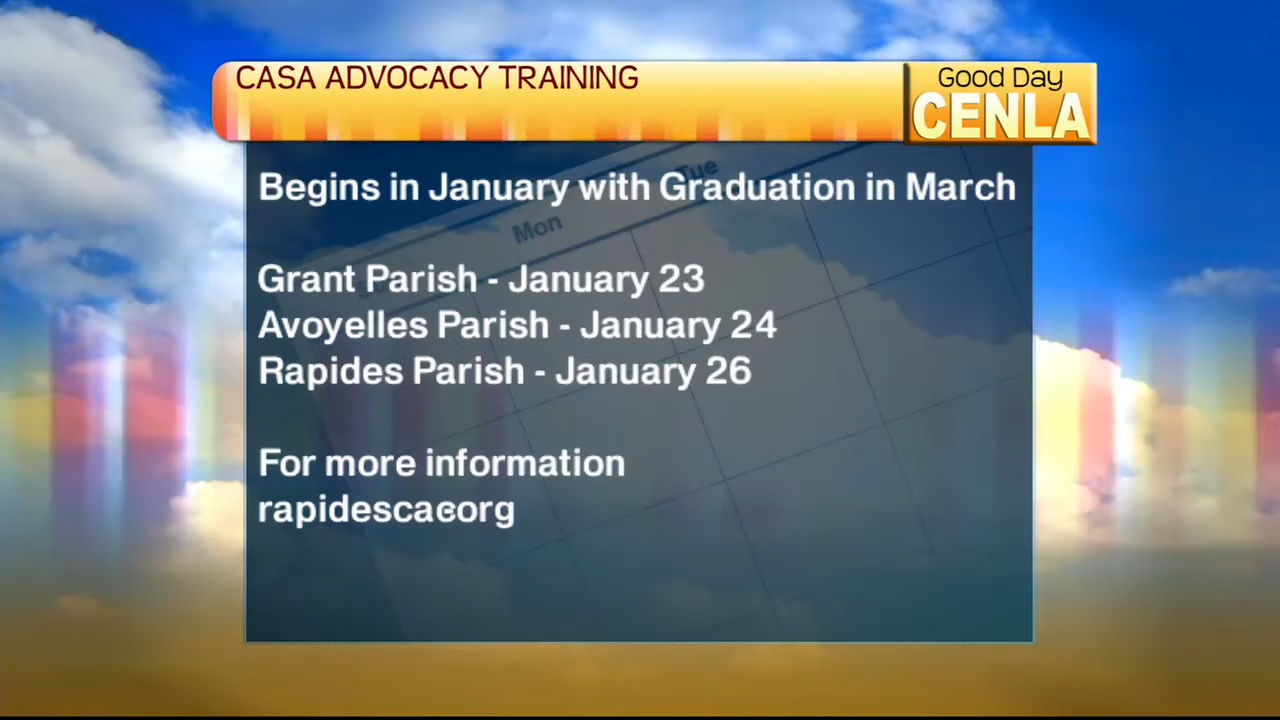 CASA ADVOCACY TRAINING
Good Day
CENLA
Tue
Begins in January with Graduation in March
Mon
Grant Parish - January 23
Avoyelles Parish - January 24
Rapides Parish - January 26
For more information